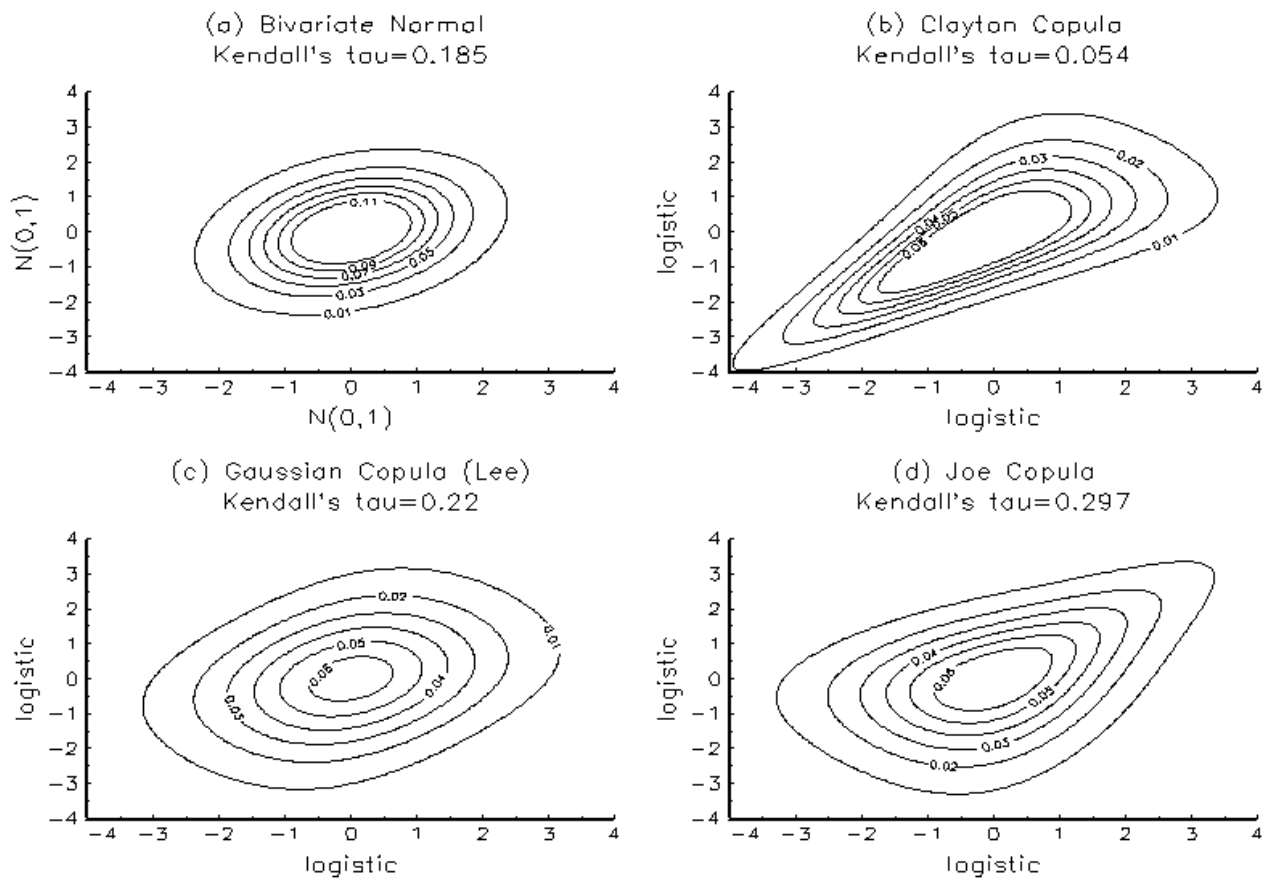 (a) Bivariate Normal
Kendall's tau=0.185
4
3
2
1
0
−1
−2
−3
−4
N(0,1)
0.11
0.09
0.07
0.05
0.03
0.01
−4 −3 −2 −1 0 1 2 3 4
N(0,1)
(b) Clayton Copula
Kendall's tau=0.054
4
3
2
1
0
−1
−2
−3
−4
logistic
0.03
0.02
0.04
0.05
0.01
−4 −3 −2 −1 0 1 2 3 4
logistic
(c) Gaussian Copula (Lee)
Kendall's tau=0.22
4
3
2
1
0
−1
−2
−3
−4
logistic
0.02
0.01
0.05
0.06
0.04
0.03
−4 −3 −2 −1 0 1 2 3 4
logistic
(d) Joe Copula
Kendall's tau=0.297
4
3
2
1
0
−1
−2
−3
−4
logistic
0.04
0.06
0.05
0.03
0.02
−4 −3 −2 −1 0 1 2 3 4
logistic